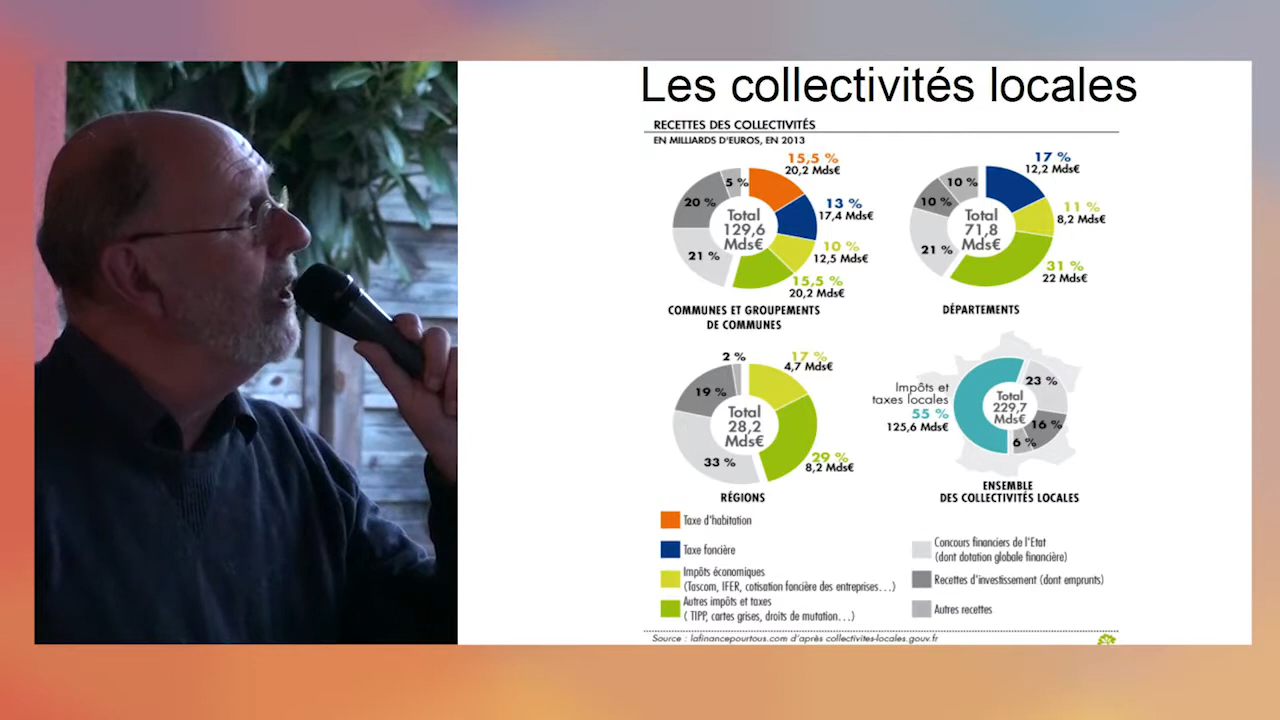 Les collectivités locales
RECETTES DES COLLECTIVITÉS
EN MILLIARDS D'EUROS, EN 2013
15,5 %
20,2 Mds€
13 %
17,4 Mds€
10 %
12,5 Mds€
15,5 %
20,2 Mds€
21 %
20 %
5 %
Total
129,6
Mds€
COMMUNES ET GROUPEMENTS
DE COMMUNES
17 %
12,2 Mds€
11 %
8,2 Mds€
31 %
22 Mds€
21 %
10 %
10 %
Total
71,8
Mds€
DÉPARTEMENTS
17 %
4,7 Mds€
29 %
8,2 Mds€
33 %
19 %
2 %
Total
28,2
Mds€
RÉGIONS
Impôts et
taxes locales
55 %
125,6 Mds€
23 %
16 %
6 %
Total
229,7
Mds€
ENSEMBLE
DES COLLECTIVITÉS LOCALES
Taxe d'habitation
Taxe foncière
Impôts économiques
(Tascom, IFER, cotisation foncière des entreprises...)
Autres impôts et taxes
( TIPP, cartes grises, droits de mutation...)
Concours financiers de l'Etat
(dont dotation globale financière)
Recettes d'investissement (dont emprunts)
Autres recettes
Source : lafinancepourtous.com d'après collectivites-locales.gouv.fr